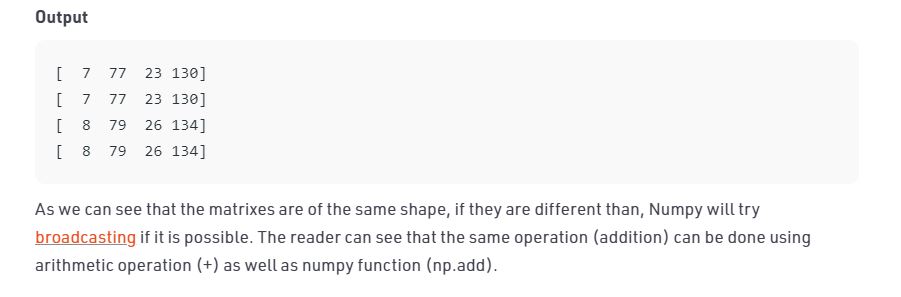 Output
[  7  77  23 130]
[  7  77  23 130]
[  8  79  26 134]
[  8  79  26 134]
As we can see that the matrixes are of the same shape, if they are different than, Numpy will try
broadcasting if it is possible. The reader can see that the same operation (addition) can be done using
arithmetic operation (+) as well as numpy function (np.add).